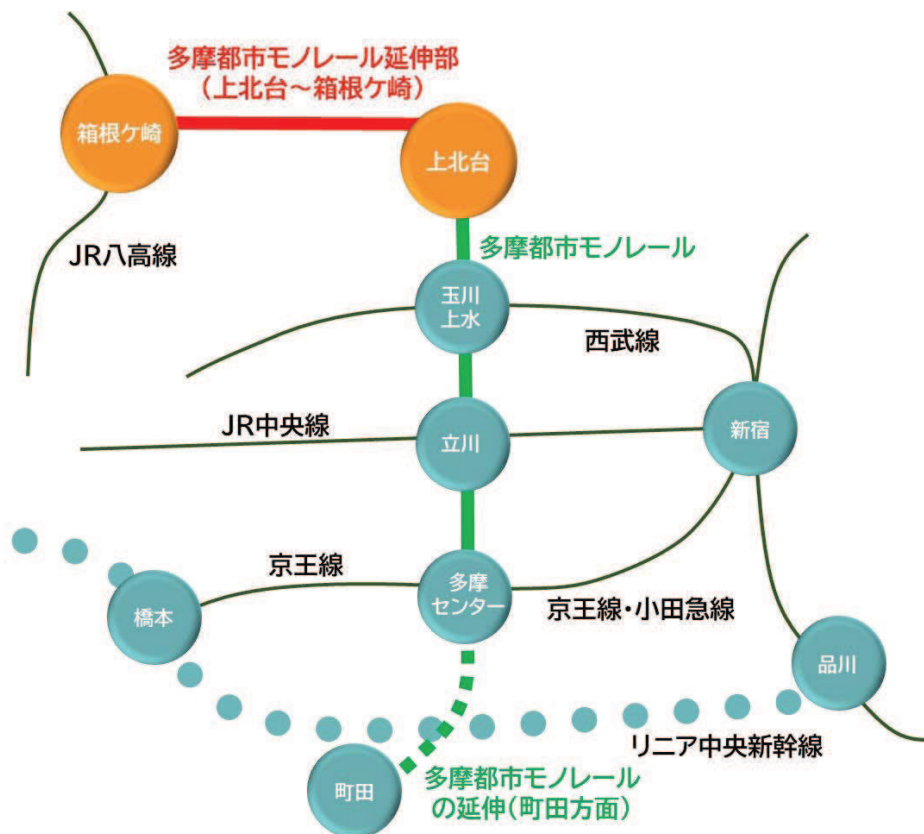 多摩都市モノレール延伸部
（上北台～箱根ケ崎）
箱根ケ崎
上北台
JR八高線
多摩都市モノレール
玉川
上水
西武線
JR中央線
立川
新宿
京王線
多摩
センター
橋本
京王線・小田急線
品川
リニア中央新幹線
町田
多摩都市モノレール
の延伸（町田方面）